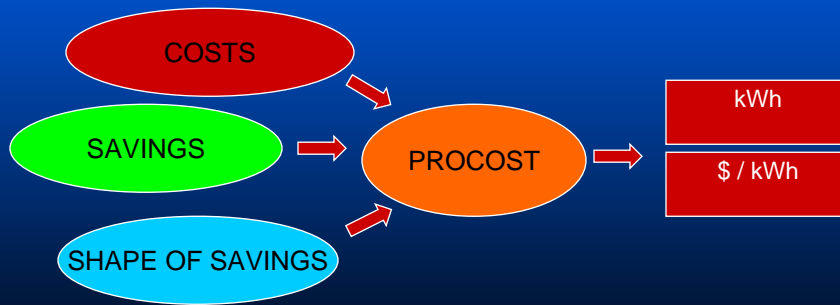 COSTS
SAVINGS
SHAPE OF SAVINGS
PROCOST
kWh
$ / kWh